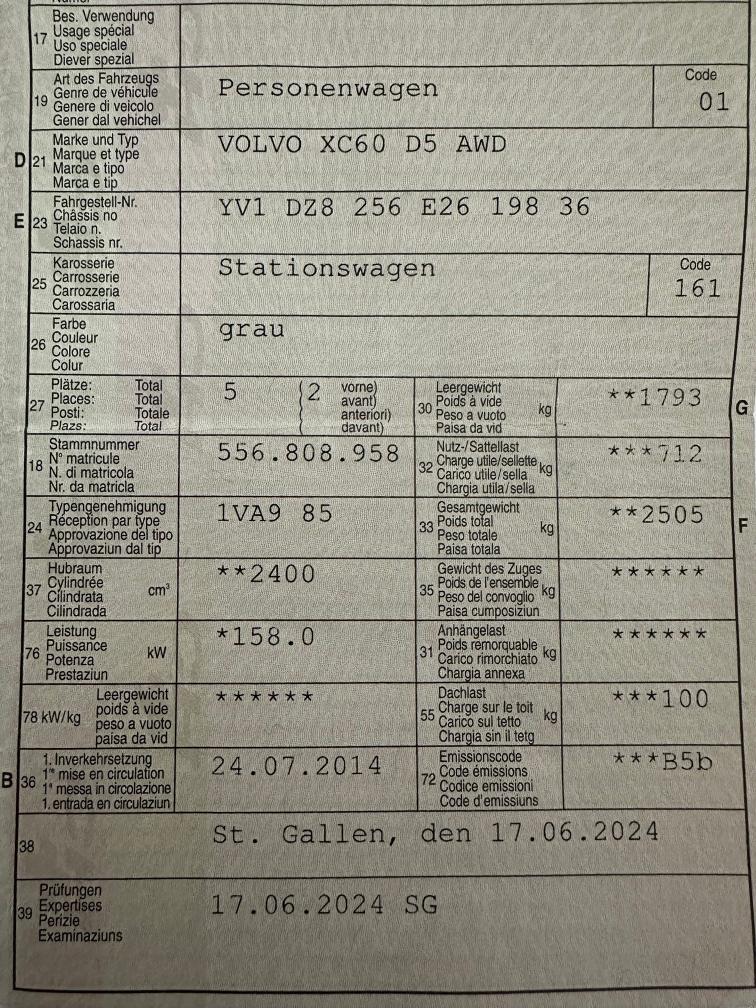 17 Bes. Verwendung
Usage spécial
Uso speciale
Diever spezial
19 Art des Fahrzeugs
Genre de véhicule
Genere di veicolo
Gener dal vehichel
Personenwagen
Code
01
D 21 Marke und Typ
Marque et type
Marca e tipo
Marca e tip
VOLVO XC60 D5 AWD
E 23 Fahrgestell-Nr.
Châssis no
Telaio n.
Schassis nr.
YV1 DZ8 256 E26 198 36
25 Karosserie
Carrosserie
Carrozzeria
Carossaria
Stationswagen
Code
161
26 Farbe
Couleur
Colore
Colur
grau
27 Plätze: Total
Places: Total
Posti: Totale
Plazs: Total
5 (2 vorne)
avant)
anteriori)
davant)
30 Leergewicht
Poids à vide
Peso a vuoto
Paisa da vid
kg
**1793
G
18 Stammnummer
N° matricule
N. di matricola
Nr. da matricla
556.808.958
32 Nutz-/Sattellast
Charge utile/sellette
Carico utile/sella
Chargia utila/sella
kg
***712
24 Typengenehmigung
Réception par type
Approvazione del tipo
Approvaziun dal tip
1VA9 85
33 Gesamtgewicht
Poids total
Peso totale
Paisa totala
kg
**2505
F
37 Hubraum
Cylindrée
Cilindrata
Cilindrada
cm³
**2400
35 Gewicht des Zuges
Poids de l'ensemble
Peso del convoglio
Paisa cumposiziun
kg
******
76 Leistung
Puissance
Potenza
Prestaziun
kW
*158.0
31 Anhängelast
Poids remorquable
Carico rimorchiato
Chargia annexa
kg
******
78 kW/kg
Leergewicht
poids à vide
peso a vuoto
paisa da vid
******
55 Dachlast
Charge sur le toit
Carico sul tetto
Chargia sin il tetg
kg
***100
B 36 1. Inverkehrsetzung
1re mise en circulation
1a messa in circolazione
1. entrada en circulaziun
24.07.2014
72 Emissionscode
Code émissions
Codice emissioni
Code d'emissiuns
***B5b
38
St. Gallen, den 17.06.2024
39 Prüfungen
Expertises
Perizie
Examinaziuns
17.06.2024 SG